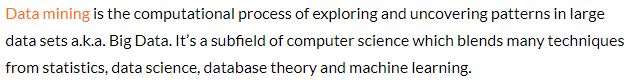 Data mining is the computational process of exploring and uncovering patterns in large
data sets a.k.a. Big Data. It's a subfield of computer science which blends many techniques
from statistics, data science, database theory and machine learning.